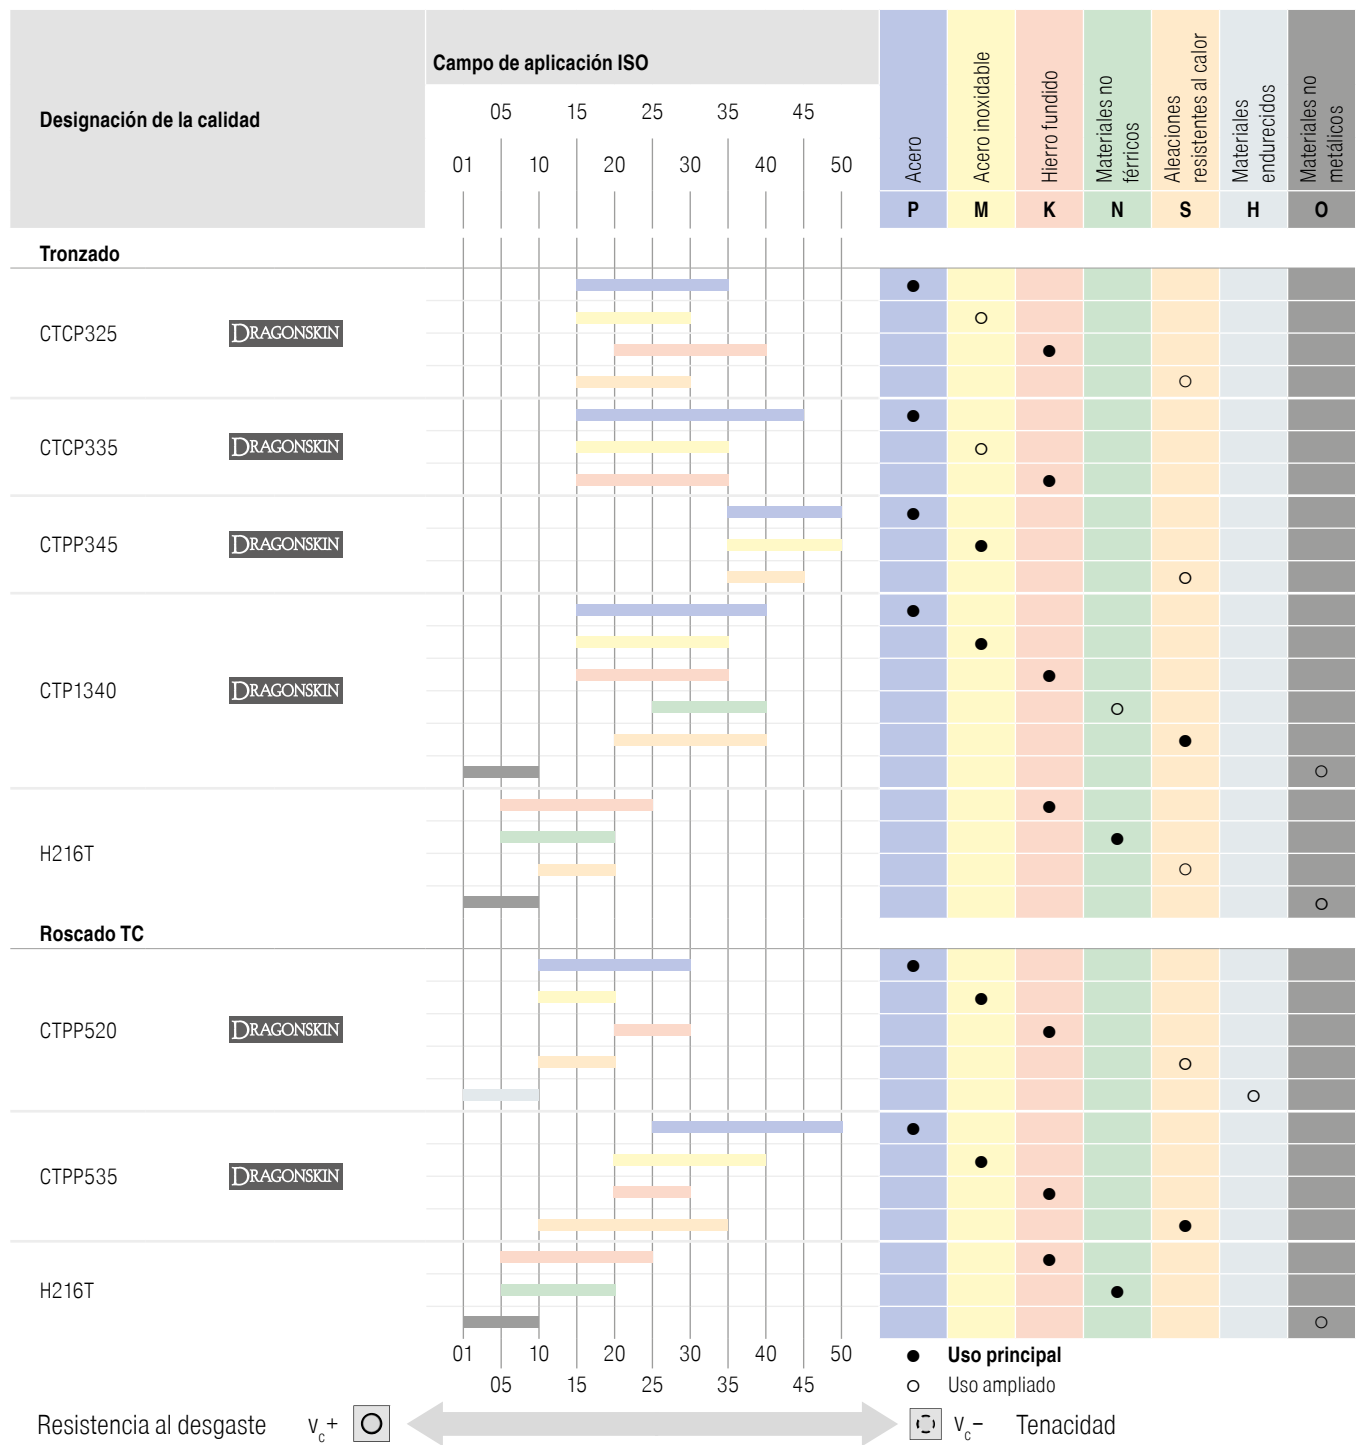 Designación de la calidad
Campo de aplicación ISO
05 15 25 35 45
01 10 20 30 40 50
Acero
Acero inoxidable
Hierro fundido
Materiales no
férricos
Aleaciones
resistentes al calor
Materiales
endurecidos
Materiales no
metálicos
P M K N S H O
Tronzado
CTCP325 DRAGONSKIN
CTCP335 DRAGONSKIN
CTPP345 DRAGONSKIN
CTP1340 DRAGONSKIN
H216T
Roscado TC
CTPP520 DRAGONSKIN
CTPP535 DRAGONSKIN
H216T
01 10 20 30 40 50
05 15 25 35 45
● Uso principal
○ Uso ampliado
Resistencia al desgaste vc+
vc– Tenacidad